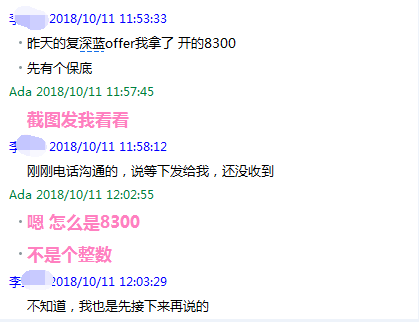 李 2018/10/11 11:53:33
• 昨天的复深蓝offer我拿了 开的8300
• 先有个保底
Ada 2018/10/11 11:57:45
截图发我看看
李 2018/10/11 11:58:12
刚刚电话沟通的，说等下发给我，还没收到
Ada 2018/10/11 12:02:55
• 嗯 怎么是8300
• 不是个整数
李 2018/10/11 12:03:29
不知道，我也是先接下来再说的